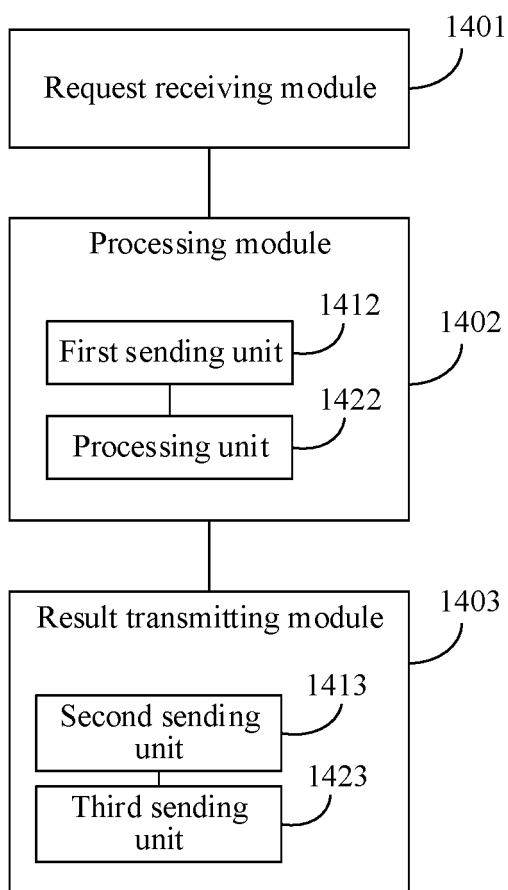 1401
Request receiving module
Processing module
1412
First sending unit
1402
1422
Processing unit
1403
Result transmitting module
1413
Second sending
unit
1423
Third sending
unit